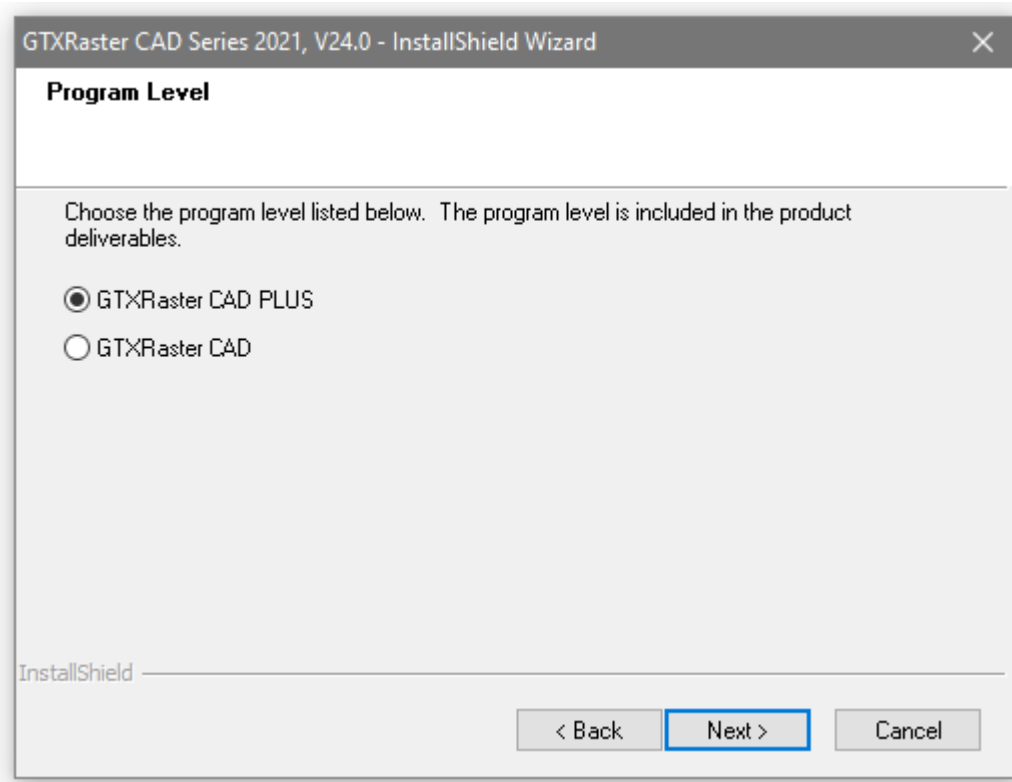 GTXRaster CAD Series 2021, V24.0 - InstallShield Wizard
Program Level
Choose the program level listed below.  The program level is included in the product
deliverables.
GTXRaster CAD PLUS
GTXRaster CAD
InstallShield
< Back
Next >
Cancel